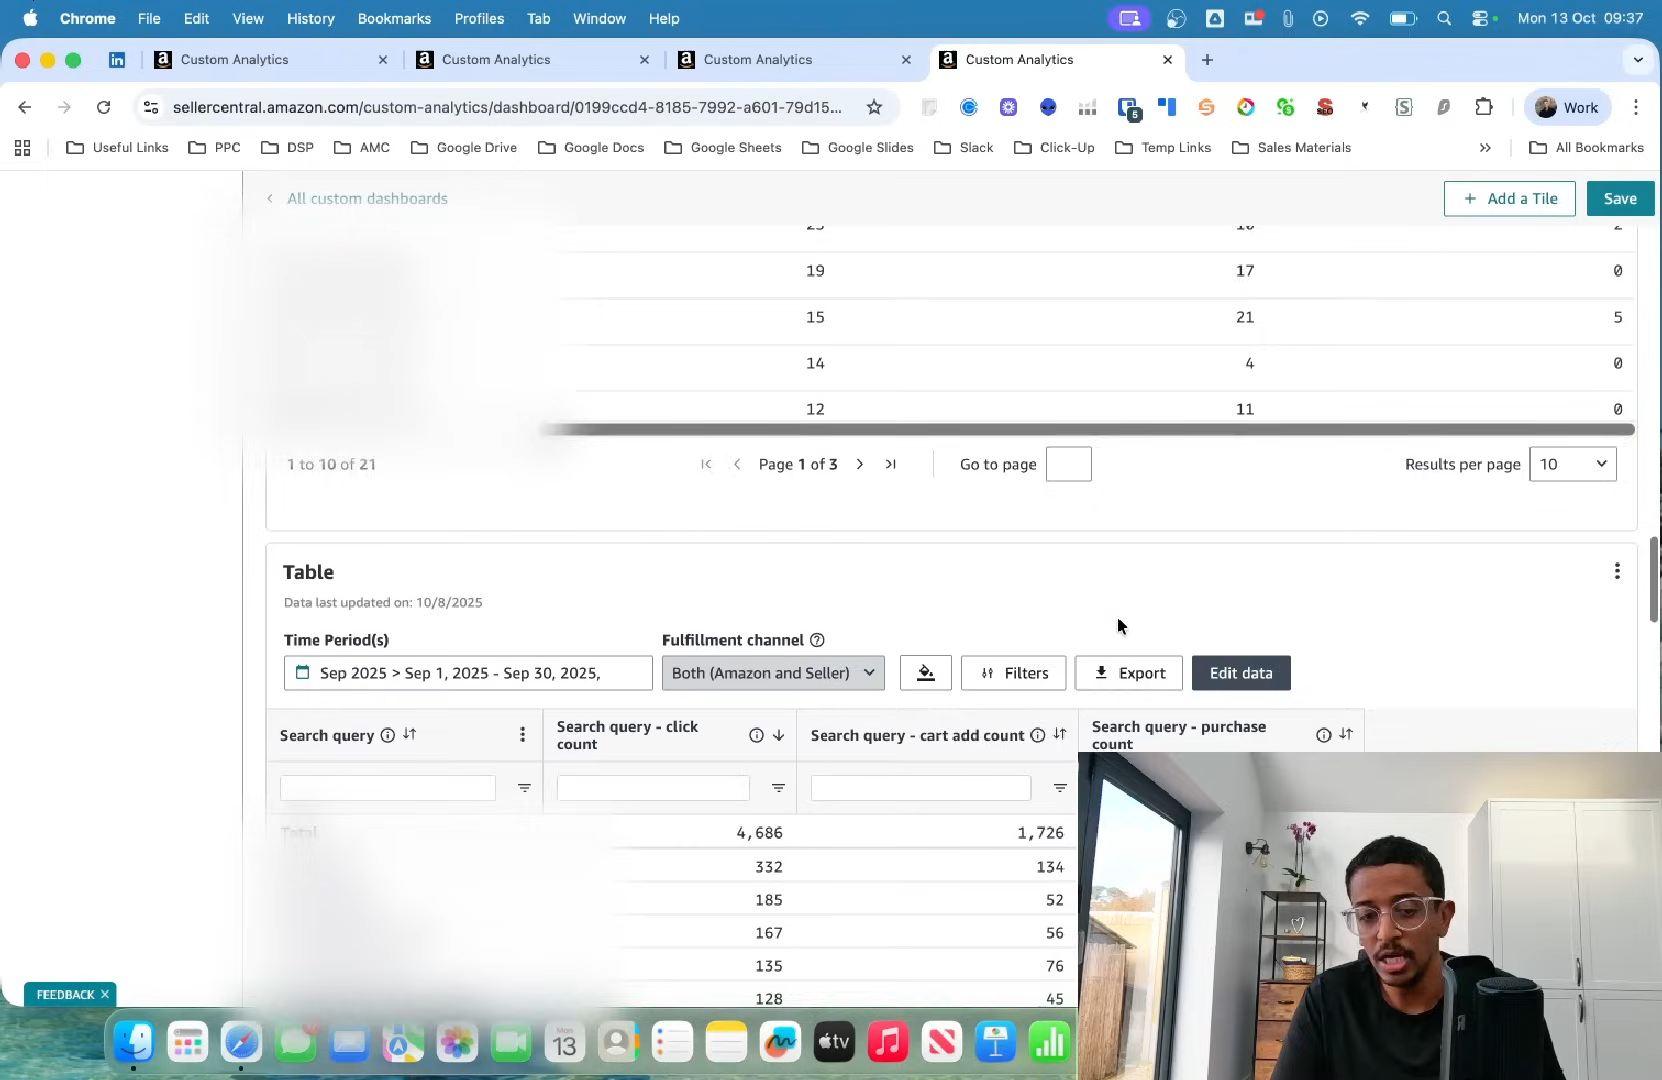 Chrome File Edit View History Bookmarks Profiles Tab Window Help Mon 13 Oct 09:37
Custom Analytics Custom Analytics Custom Analytics Custom Analytics
sellercentral.amazon.com/custom-analytics/dashboard/0199ccd4-8185-7992-a601-79d15... 5 Work
Useful Links PPC DSP AMC Google Drive Google Docs Google Sheets Google Slides Slack Click-Up Temp Links Sales Materials All Bookmarks
All custom dashboards + Add a Tile Save
19 17 0
15 21 5
14 4 0
12 11 0
1 to 10 of 21 Page 1 of 3 Go to page Results per page 10
Table
Data last updated on: 10/8/2025
Time Period(s) Fulfillment channel
Sep 2025 > Sep 1, 2025 - Sep 30, 2025, Both (Amazon and Seller) Filters Export Edit data
Search query Search query - click count Search query - cart add count Search query - purchase count
Total 4,686 1,726
332 134
185 52
167 56
135 76
128 45
FEEDBACK X
13 tv